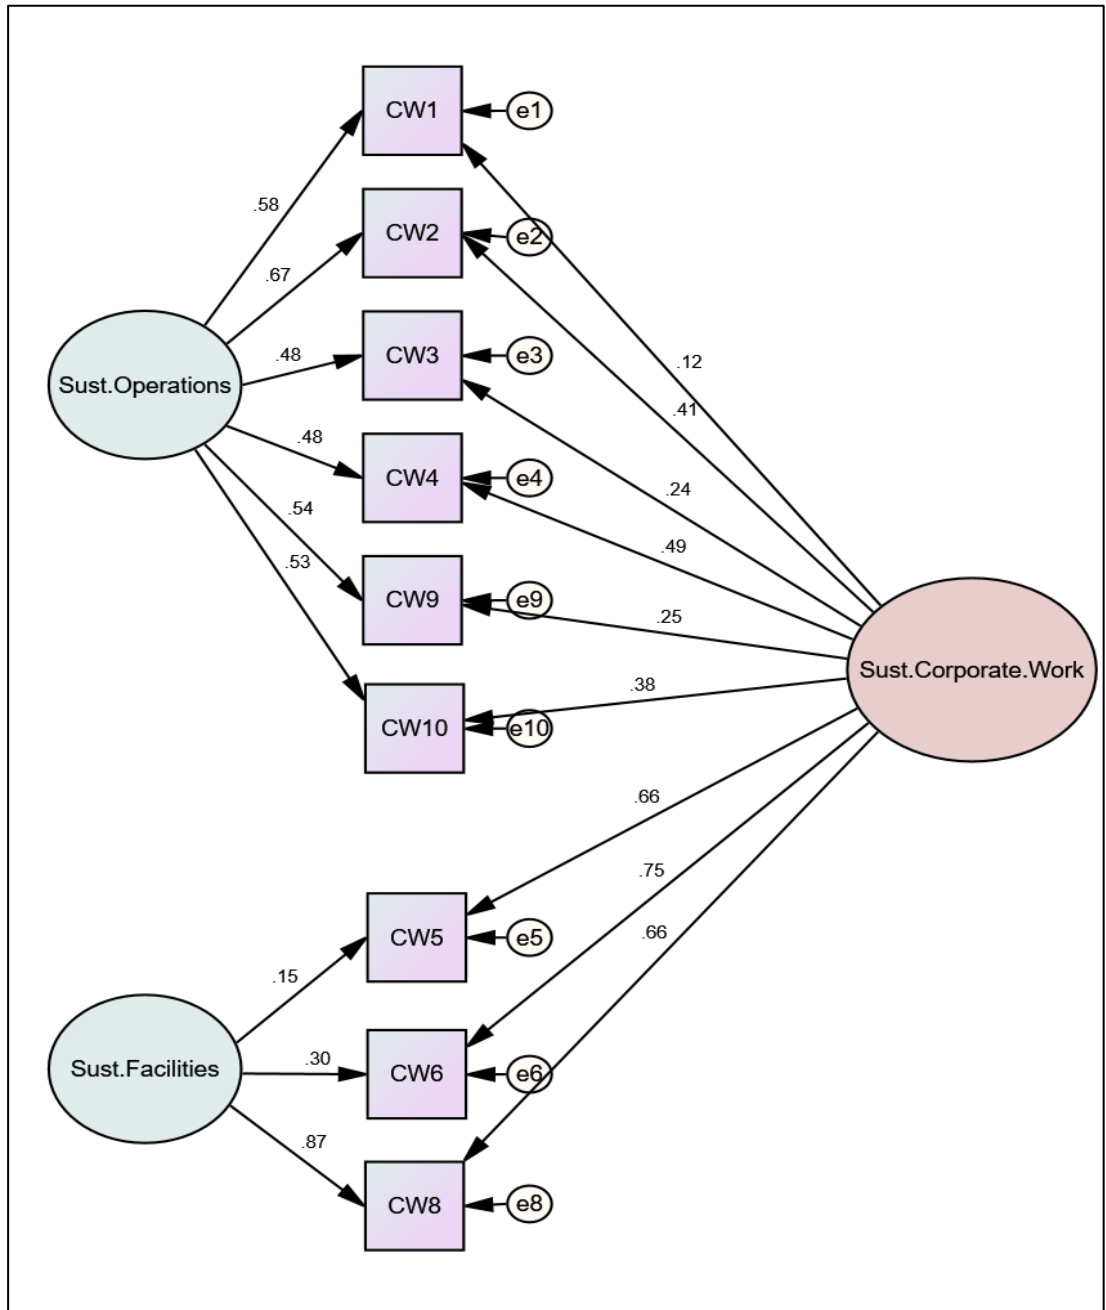 CW1
e1
.58
CW2
e2
.67
.12
CW3
e3
.48
Sust.Operations
.41
CW4
e4
.48
.24
.54
.49
CW9
e9
.53
.25
Sust.Corporate.Work
.38
CW10
e10
.66
.75
CW5
e5
.66
.15
Sust.Facilities
.30
CW6
e6
.87
CW8
e8